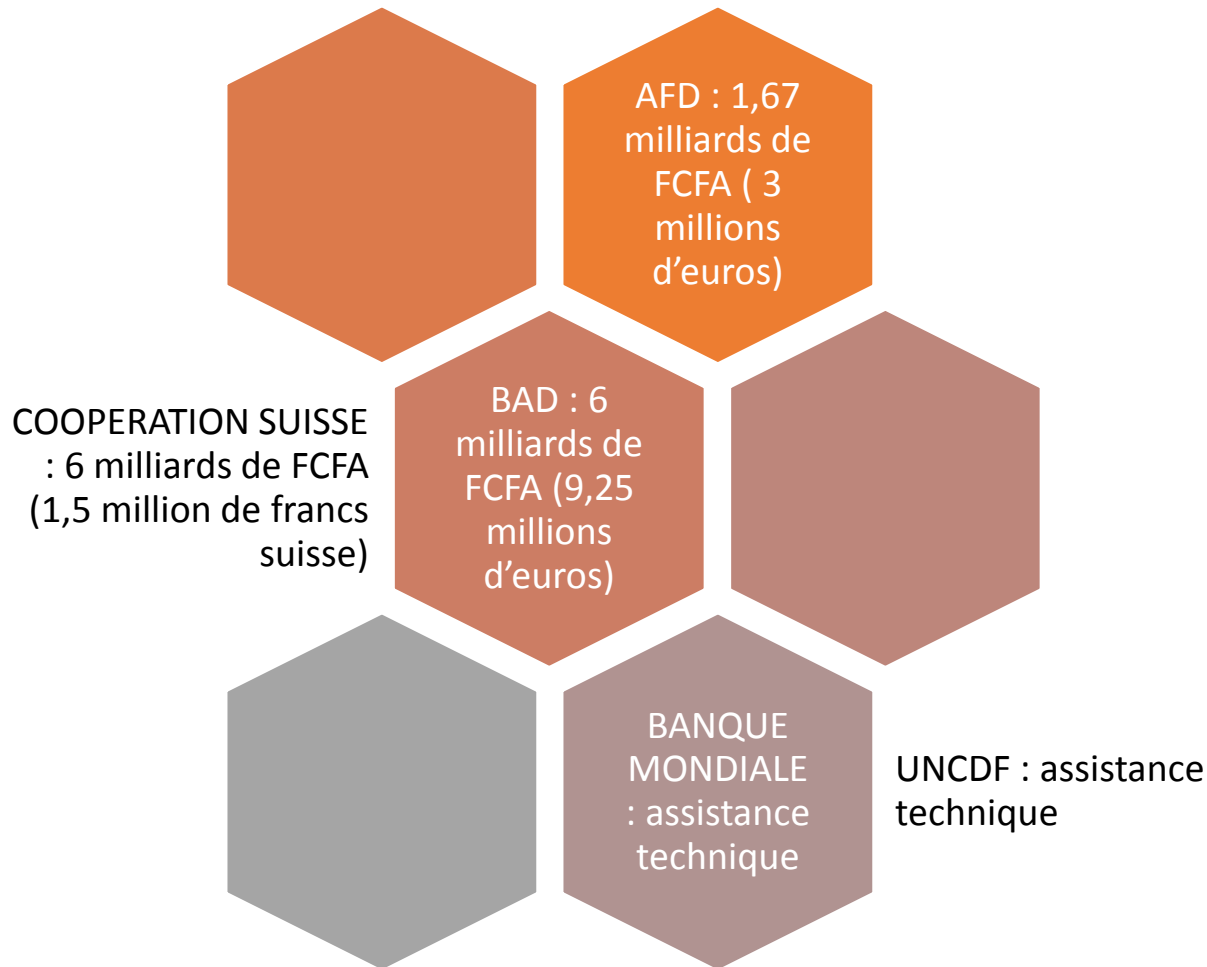 AFD : 1,67
milliards de
FCFA ( 3
millions
d’euros)
COOPERATION SUISSE
: 6 milliards de FCFA
(1,5 million de francs
suisse)
BAD : 6
milliards de
FCFA (9,25
millions
d’euros)
BANQUE
MONDIALE
: assistance
technique
UNCDF : assistance
technique